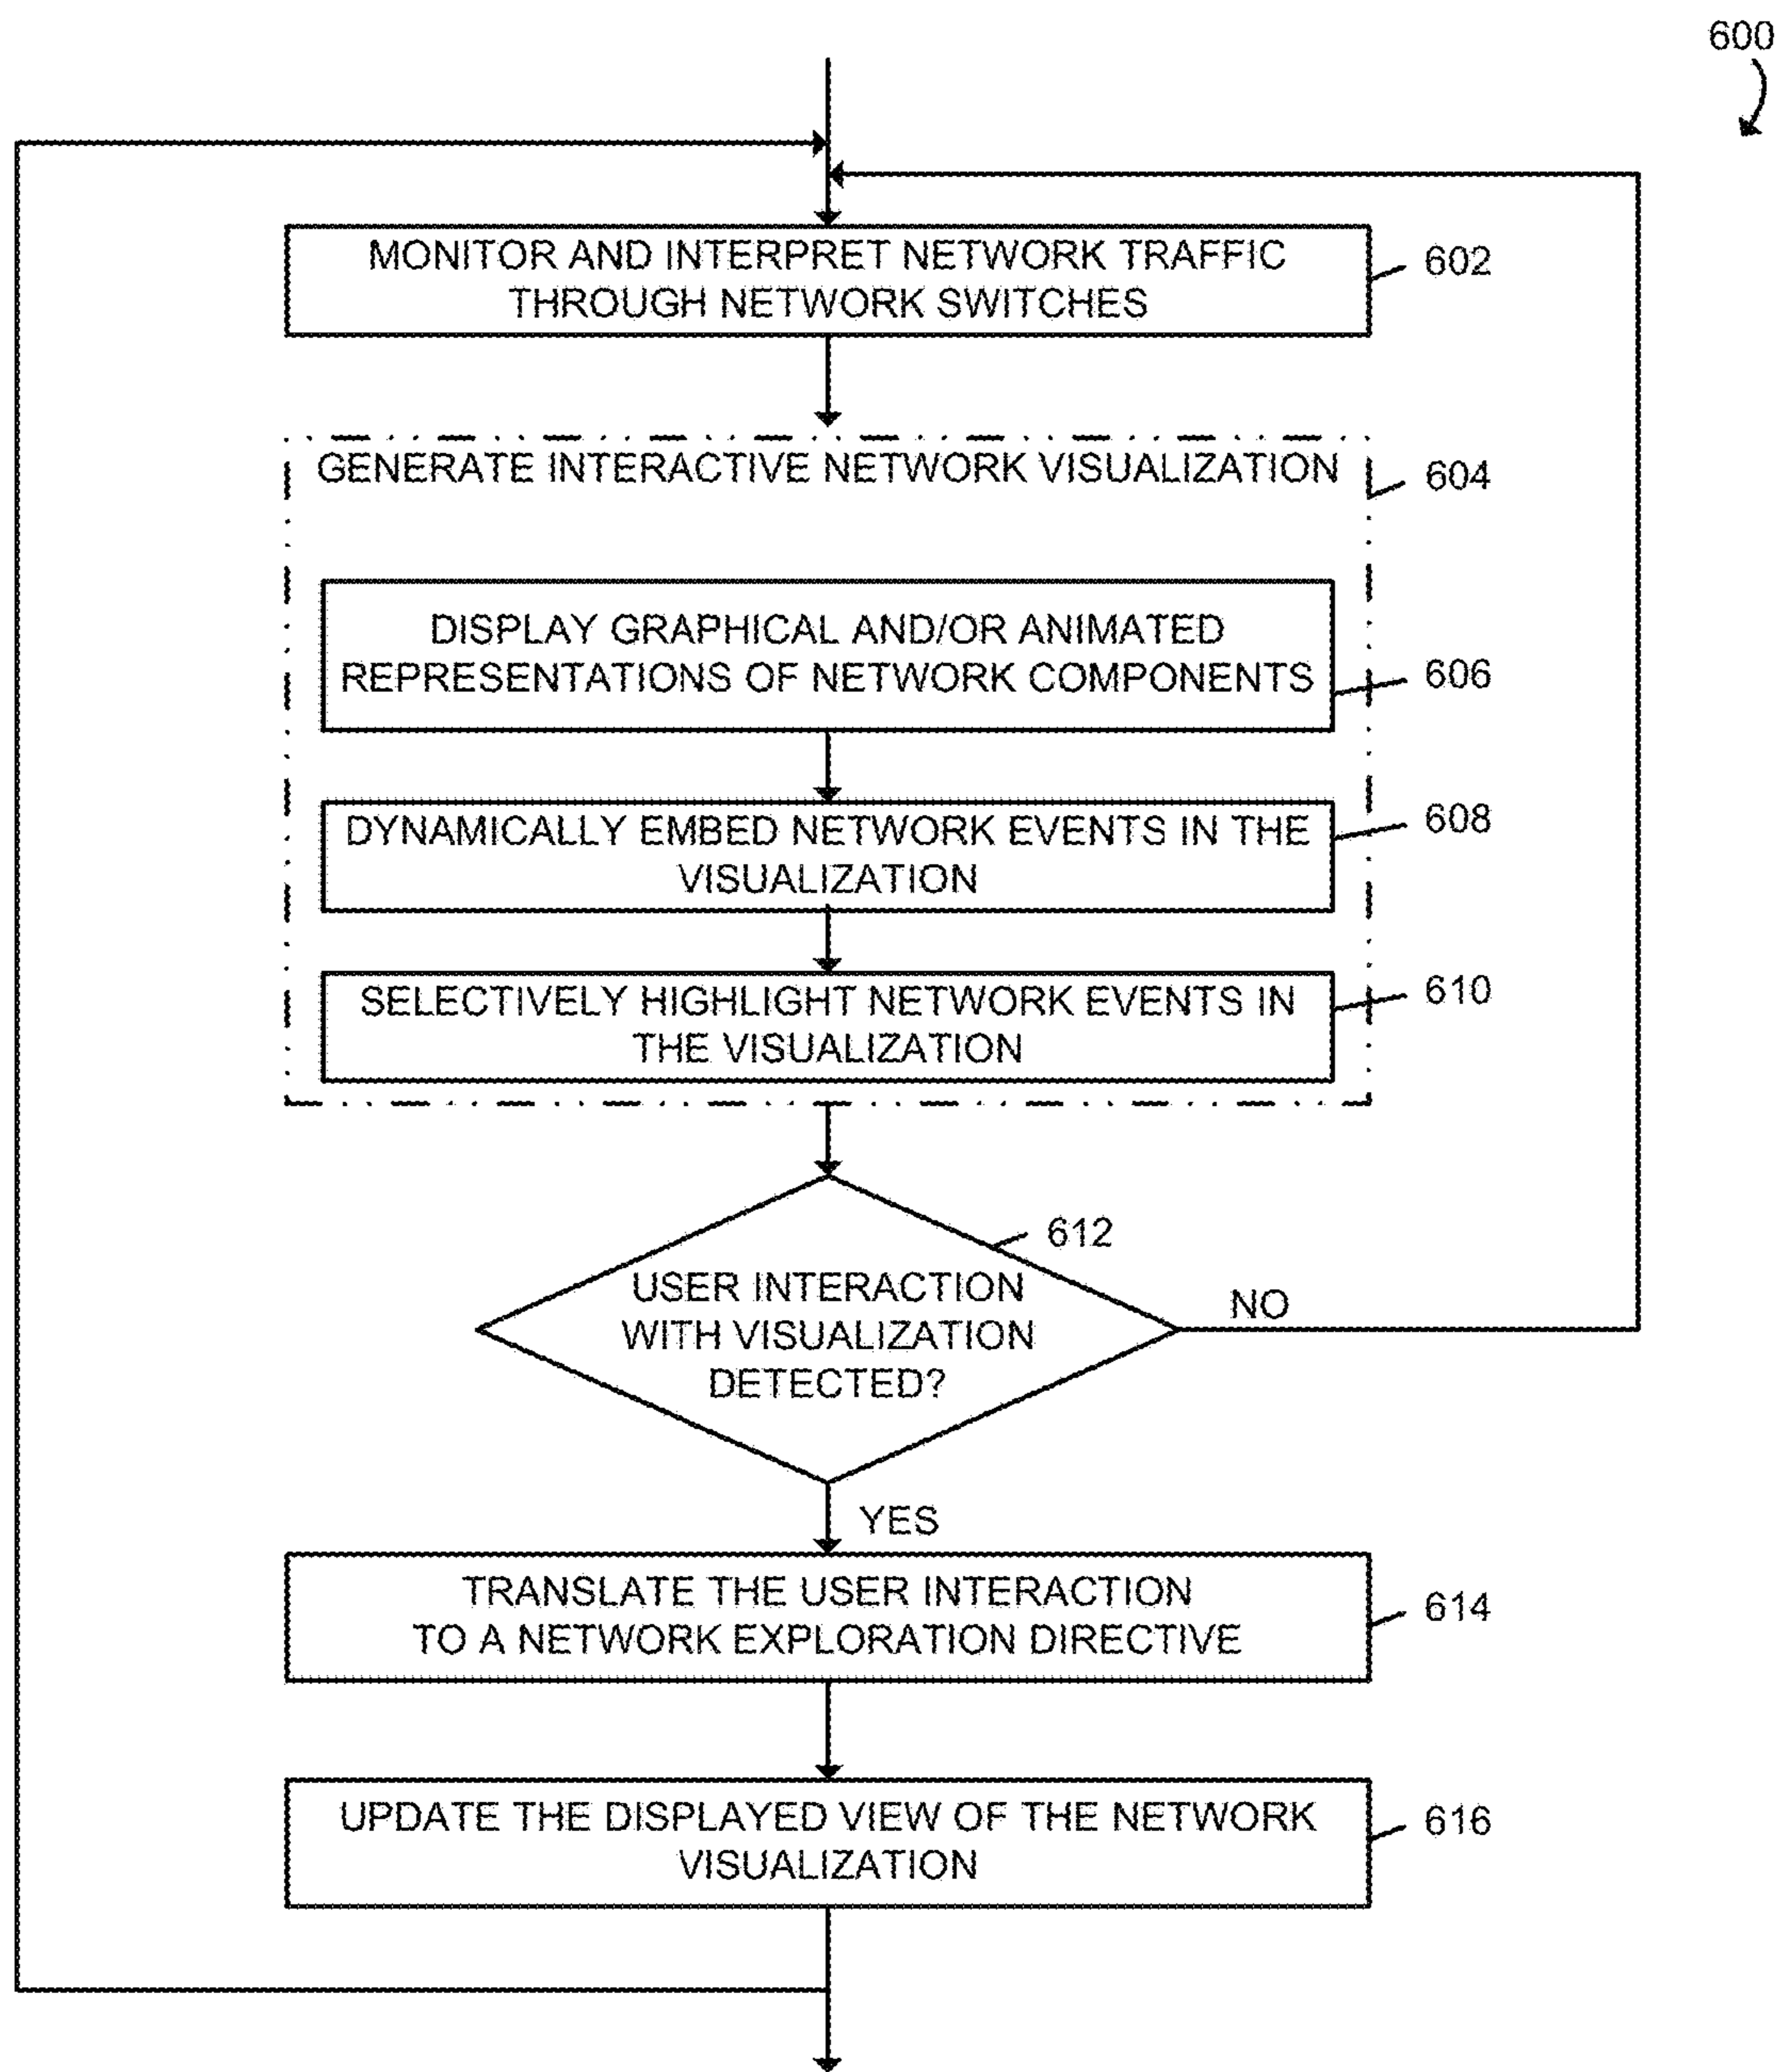 600
MONITOR AND INTERPRET NETWORK TRAFFIC
THROUGH NETWORK SWITCHES
602
GENERATE INTERACTIVE NETWORK VISUALIZATION
604
DISPLAY GRAPHICAL AND/OR ANIMATED
REPRESENTATIONS OF NETWORK COMPONENTS
606
DYNAMICALLY EMBED NETWORK EVENTS IN THE
VISUALIZATION
608
SELECTIVELY HIGHLIGHT NETWORK EVENTS IN
THE VISUALIZATION
610
612
USER INTERACTION
WITH VISUALIZATION
DETECTED?
NO
YES
TRANSLATE THE USER INTERACTION
TO A NETWORK EXPLORATION DIRECTIVE
614
UPDATE THE DISPLAYED VIEW OF THE NETWORK
VISUALIZATION
616